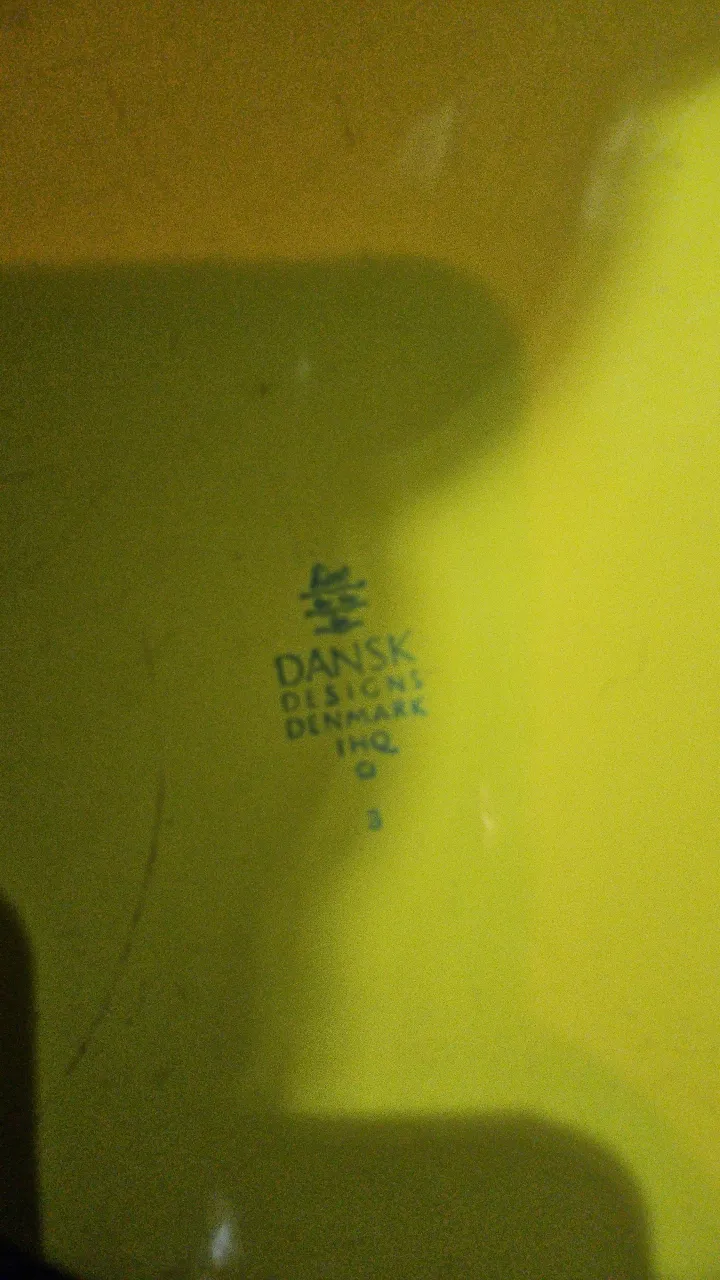 DANSK
DESIGNS
DENMARK
IHQ
O
3